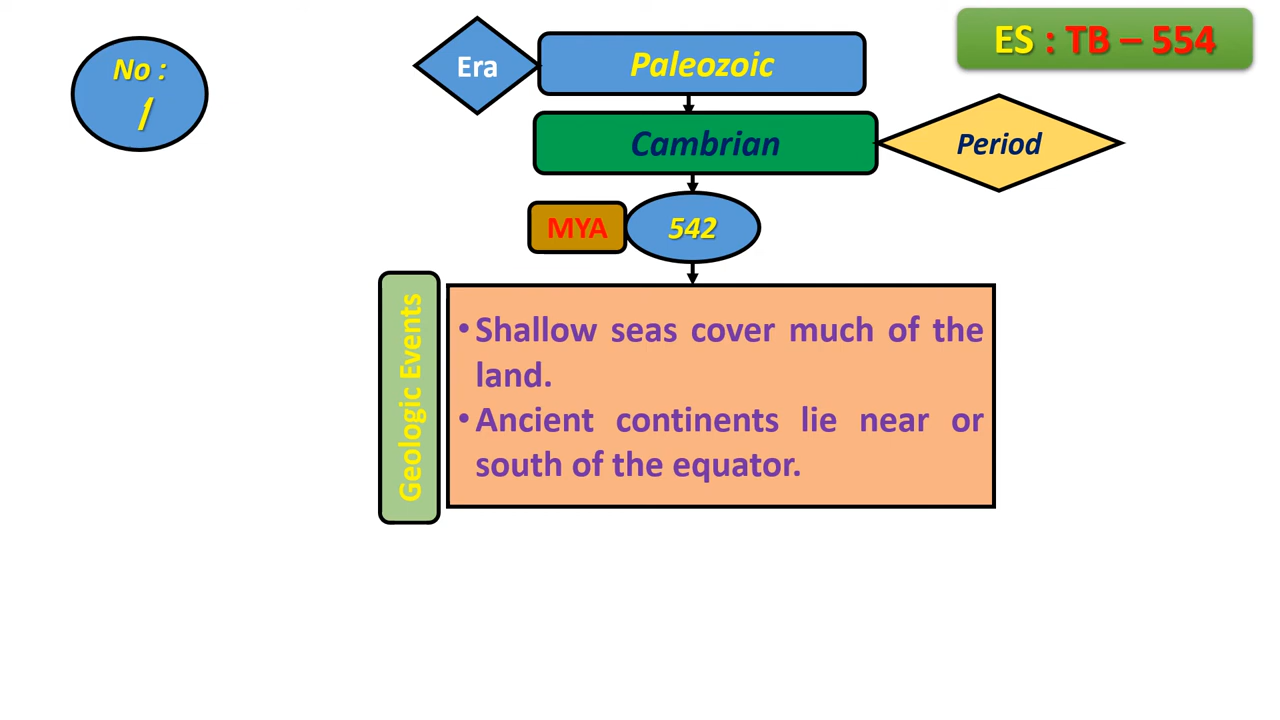 No :
1
Era
Paleozoic
ES : TB – 554
Cambrian
Period
MYA
542
Geologic Events
• Shallow seas cover much of the
land.
• Ancient continents lie near or
south of the equator.